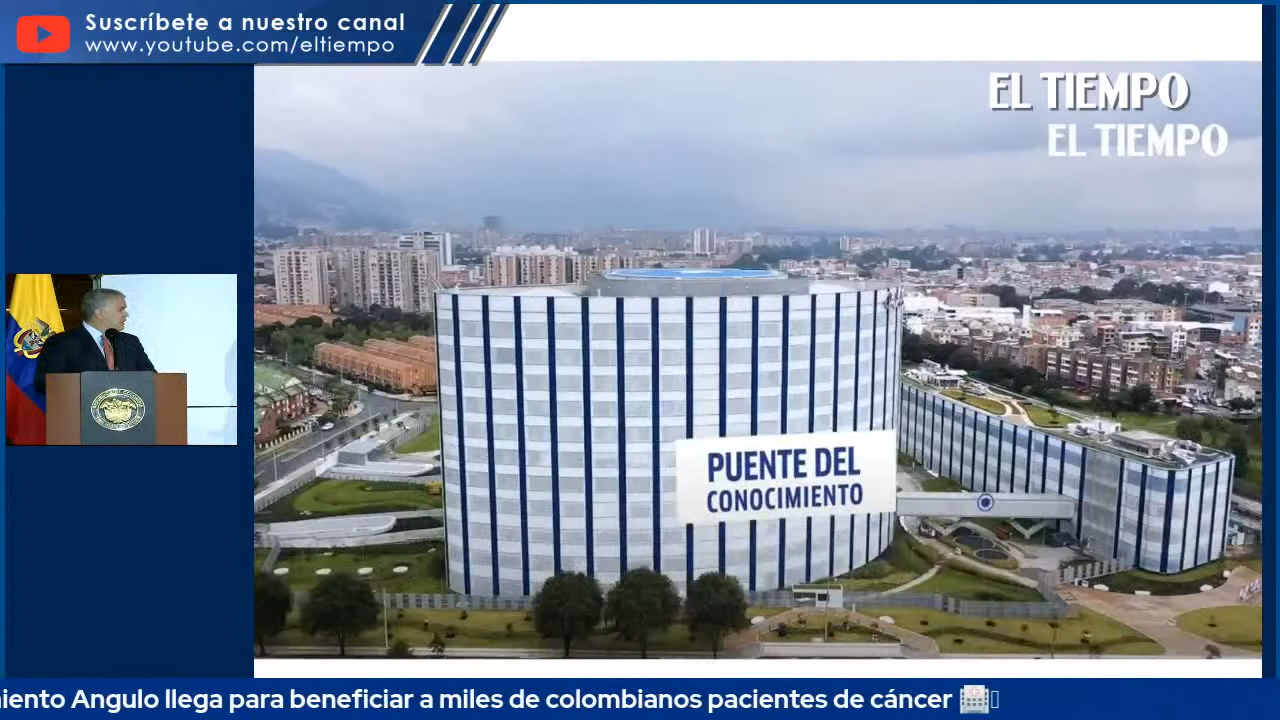 Suscríbete a nuestro canal
www.youtube.com/eltiempo
EL TIEMPO
EL TIEMPO
PUENTE DEL
CONOCIMIENTO
miento Angulo llega para beneficiar a miles de colombianos pacientes de cáncer 🏥